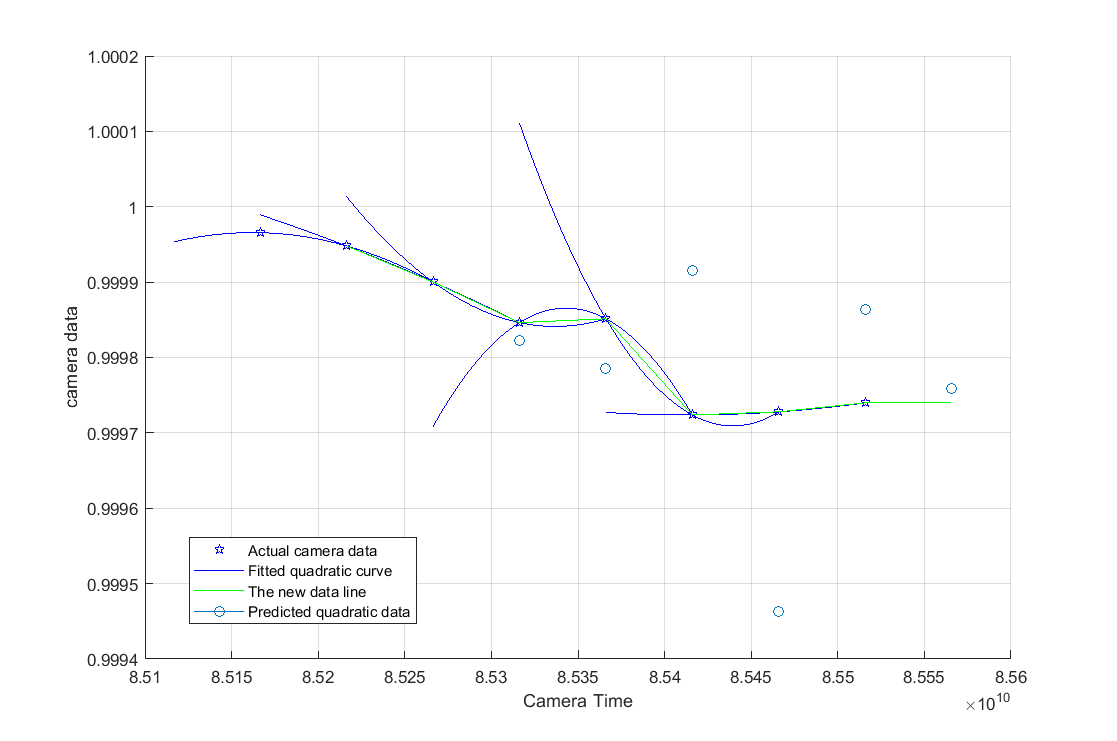 1.0002
1.0001
1
0.9999
0.9998
0.9997
0.9996
0.9995
0.9994
camera data
Actual camera data
Fitted quadratic curve
The new data line
Predicted quadratic data
8.51 8.515 8.52 8.525 8.53 8.535 8.54 8.545 8.55 8.555 8.56
Camera Time
×10^10